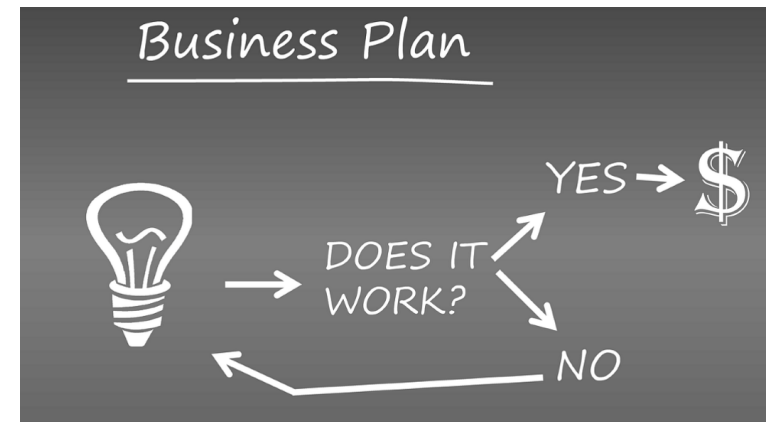 Business Plan
YES
$
DOES IT
WORK?
NO